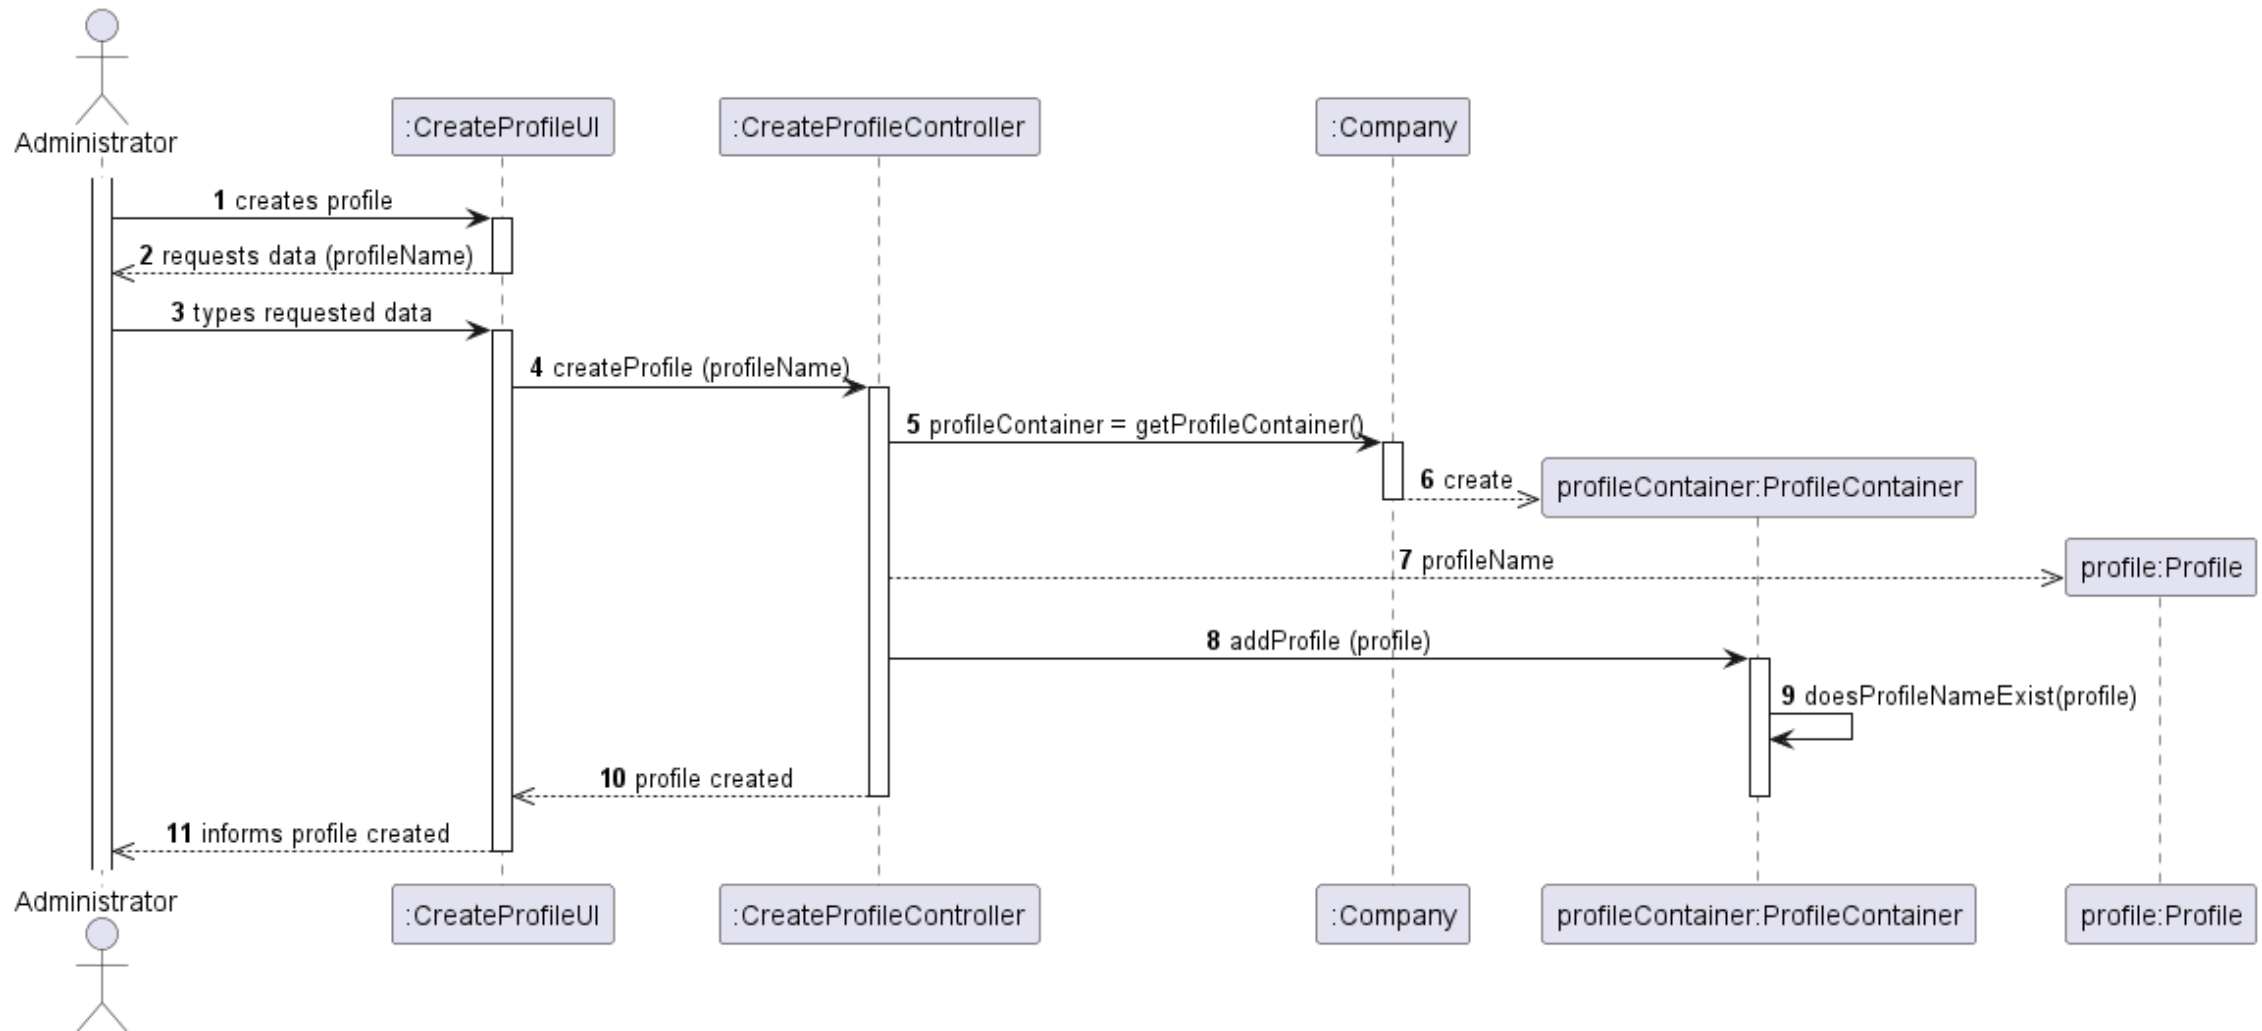 Administrator
:CreateProfileUI
:CreateProfileController
:Company
1 creates profile
2 requests data (profileName)
3 types requested data
4 createProfile (profileName)
5 profileContainer = getProfileContainer()
6 create
profileContainer:ProfileContainer
7 profileName
profile:Profile
8 addProfile (profile)
9 doesProfileNameExist(profile)
10 profile created
11 informs profile created
Administrator
:CreateProfileUI
:CreateProfileController
:Company
profileContainer:ProfileContainer
profile:Profile